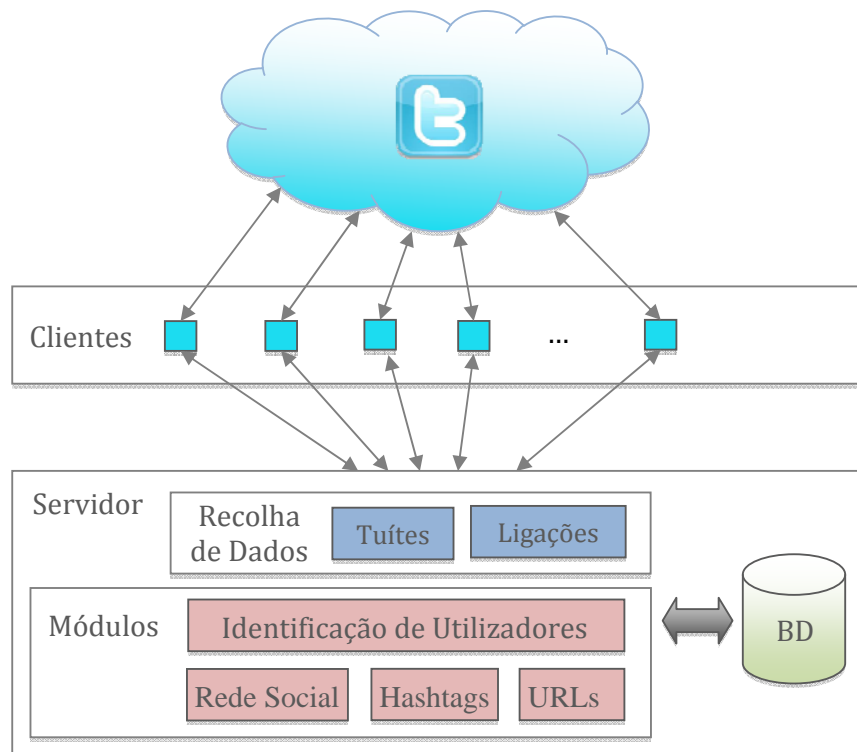 Clientes
...
Servidor
Recolha
de Dados
Tuítes
Ligações
Módulos
Identificação de Utilizadores
Rede Social
Hashtags
URLs
BD